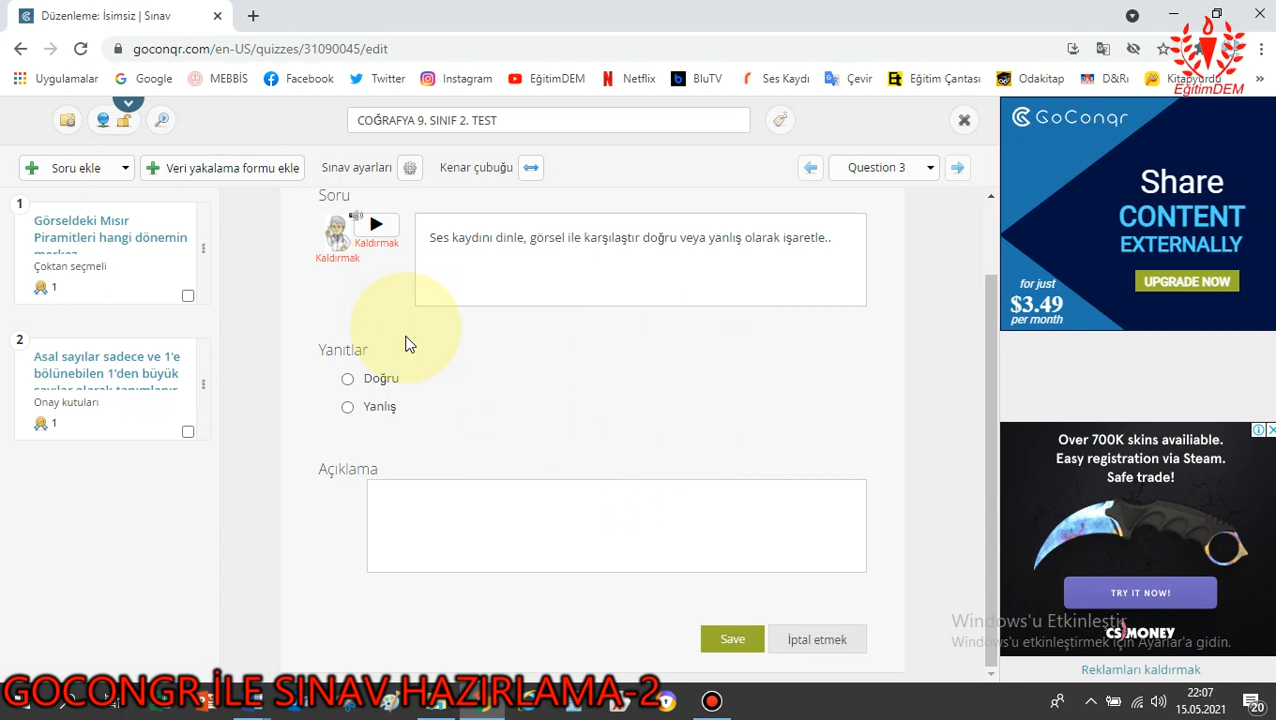 Düzenleme: İsimsiz | Sınav
goconqr.com/en-US/quizzes/31090045/edit
Uygulamalar Google MEBBİS Facebook Twitter Instagram EğitimDEM Netflix BluTV Ses Kaydı Çevir Eğitim Çantası Odakitap D&Rı Kitapyurdu
EğitimDEM
COĞRAFYA 9. SINIF 2. TEST
Soru ekle Veri yakalama formu ekle Sınav ayarları Kenar çubuğu Question 3
1
Görseldeki Mısır
Piramitleri hangi dönemin
Çoktan seçmeli
1
2
Asal sayılar sadece ve 1'e
bölünebilen 1'den büyük
sayılar olarak tanımlanır
Onay kutuları
1
Soru
Kaldırmak
Kaldırmak
Ses kaydını dinle, görsel ile karşılaştır doğru veya yanlış olarak işaretle..
Yanıtlar
Doğru
Yanlış
Açıklama
Save İptal etmek
GoConqr
Share
CONTENT
EXTERNALLY
for just
$3.49
per month
UPGRADE NOW
Over 700K skins availiable.
Easy registration via Steam.
Safe trade!
TRY IT NOW!
CS MONEY
Windows'u Etkinleştir
Windows'u etkinleştirmek için Ayarlar'a gidin.
Reklamları kaldırmak
GOCONGR İLE SINAV HAZIRLAMA-2
22:07
15.05.2021
20